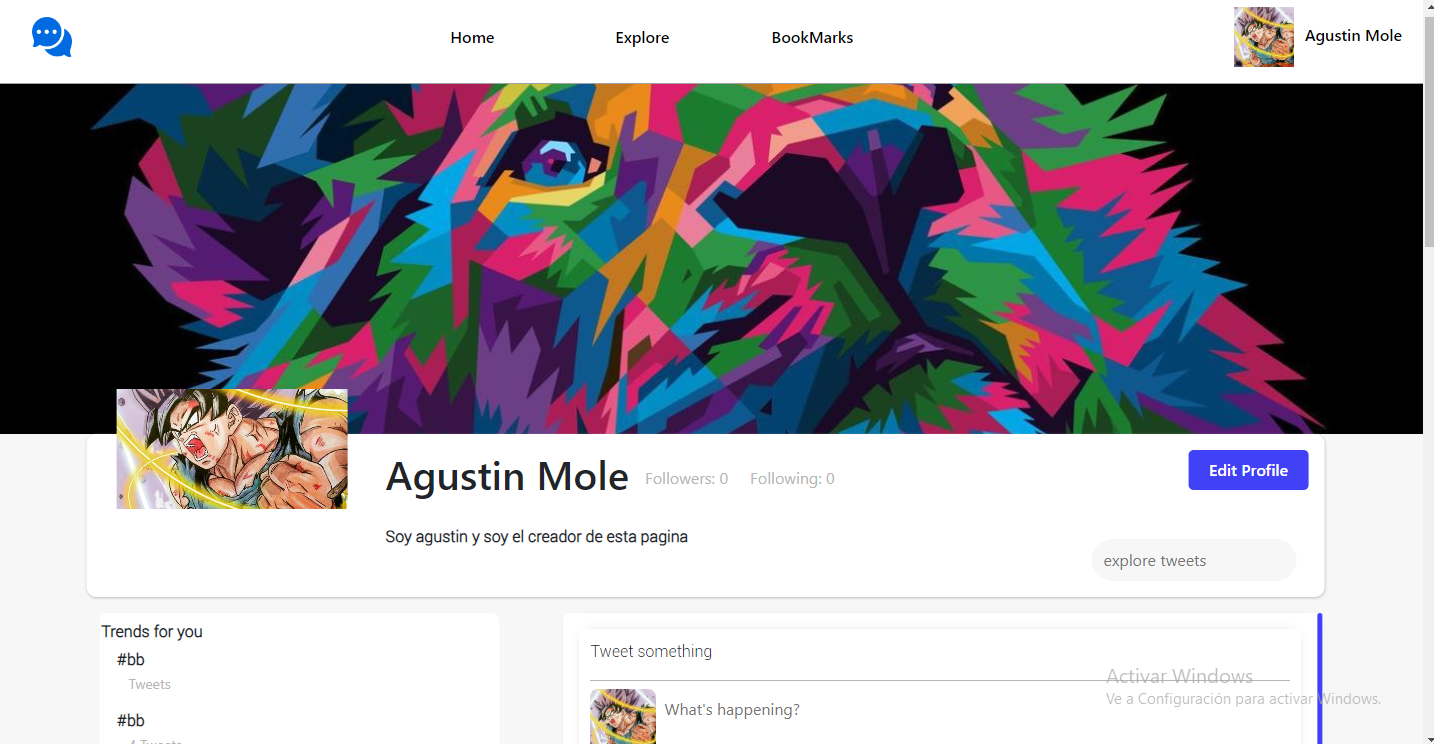 Home Explore BookMarks Agustin Mole
Agustin Mole Followers: 0 Following: 0 Edit Profile
Soy agustin y soy el creador de esta pagina
explore tweets
Trends for you
#bb
Tweets
#bb
4 Tweets
Tweet something
What's happening?
Activar Windows
Ve a Configuración para activar Windows.